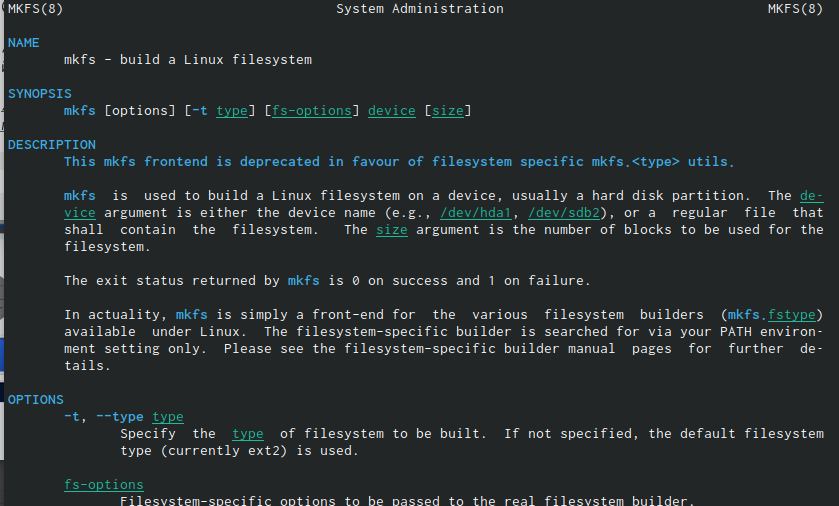 MKFS(8) System Administration MKFS(8)
NAME
mkfs - build a Linux filesystem
SYNOPSIS
mkfs [options] [-t type] [fs-options] device [size]
DESCRIPTION
This mkfs frontend is deprecated in favour of filesystem specific mkfs.<type> utils.
mkfs is used to build a Linux filesystem on a device, usually a hard disk partition. The de-
vice argument is either the device name (e.g., /dev/hda1, /dev/sdb2), or a regular file that
shall contain the filesystem. The size argument is the number of blocks to be used for the
filesystem.
The exit status returned by mkfs is 0 on success and 1 on failure.
In actuality, mkfs is simply a front-end for the various filesystem builders (mkfs.fstype)
available under Linux. The filesystem-specific builder is searched for via your PATH environ-
ment setting only. Please see the filesystem-specific builder manual pages for further de-
tails.
OPTIONS
-t, --type type
Specify the type of filesystem to be built. If not specified, the default filesystem
type (currently ext2) is used.
fs-options
Filesystem-specific options to be passed to the real filesystem builder.